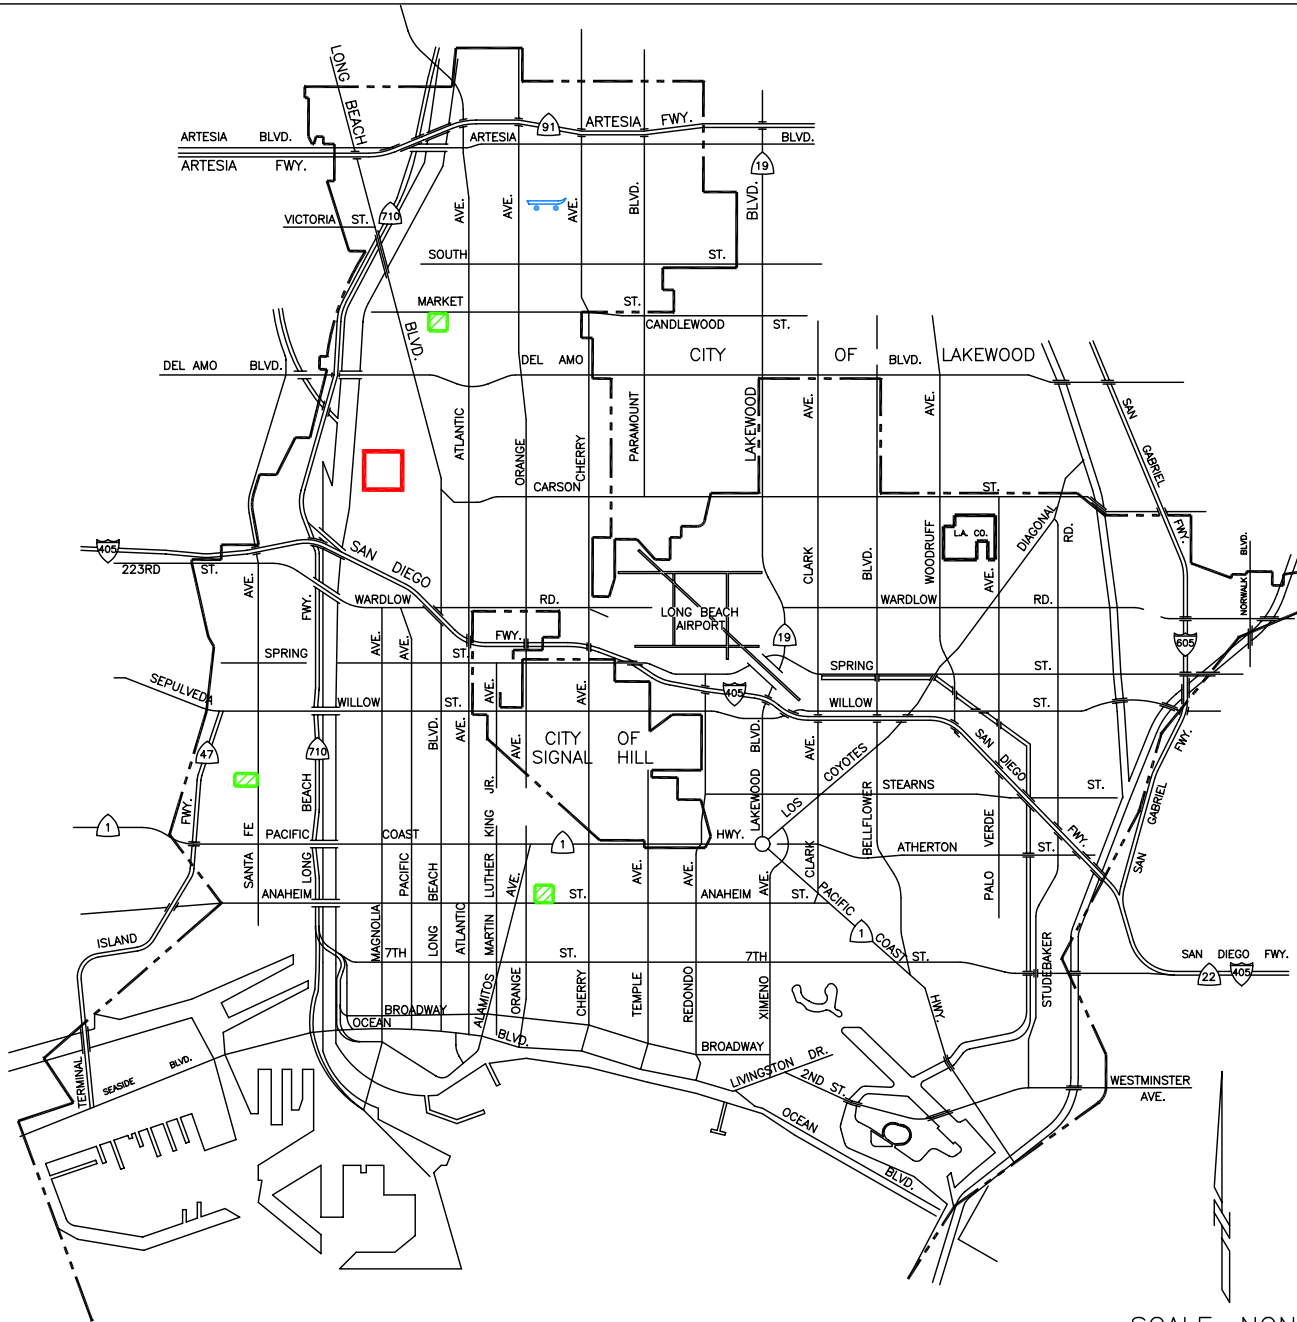 LONG BEACH BLVD.
ARTESIA BLVD.
ARTESIA FWY.
ARTESIA FWY.
91
ARTESIA BLVD.
19
BLVD.
VICTORIA ST.
710
AVE.
AVE.
AVE.
BLVD.
SOUTH ST.
MARKET ST.
CANDLEWOOD ST.
CITY OF LAKEWOOD
DEL AMO BLVD.
DEL AMO BLVD.
ATLANTIC
ORANGE
CHERRY
PARAMOUNT
LAKEWOOD
AVE.
AVE.
SAN GABRIEL FWY.
CARSON ST.
L.A. CO.
DIAGONAL
RD.
WOODRUFF
AVE.
CLARK
BLVD.
NORWALK BLVD.
405
223RD ST.
SAN DIEGO FWY.
AVE.
FWY.
WARDLOW RD.
WARDLOW RD.
LONG BEACH
AIRPORT
19
605
AVE.
AVE.
SPRING ST.
SPRING ST.
SEPULVEDA
WILLOW ST.
WILLOW ST.
405
AVE.
AVE.
AVE.
BLVD.
AVE.
BLVD.
AVE.
CITY OF
SIGNAL HILL
47
710
FWY.
LAKEWOOD
LOS COYOTES
SAN DIEGO FWY.
STEARNS ST.
SAN GABRIEL FWY.
1
PACIFIC COAST HWY.
1
ATHERTON ST.
SANTA FE
LONG BEACH
PACIFIC
BEACH
MARTIN LUTHER KING JR.
AVE.
AVE.
AVE.
AVE.
CLARK
BELLFLOWER
PALO VERDE
ANAHEIM ST.
ANAHEIM ST.
PACIFIC COAST HWY.
1
ISLAND
MAGNOLIA
7TH ST.
7TH ST.
LONG
ATLANTIC
ALAMITOS
ORANGE
CHERRY
TEMPLE
REDONDO
XIMENO
STUDEBAKER
SAN DIEGO FWY.
22
405
BROADWAY
OCEAN BLVD.
BROADWAY
LIVINGSTON DR.
2ND ST.
WESTMINSTER
AVE.
TERMINAL
SEASIDE BLVD.
OCEAN BLVD.